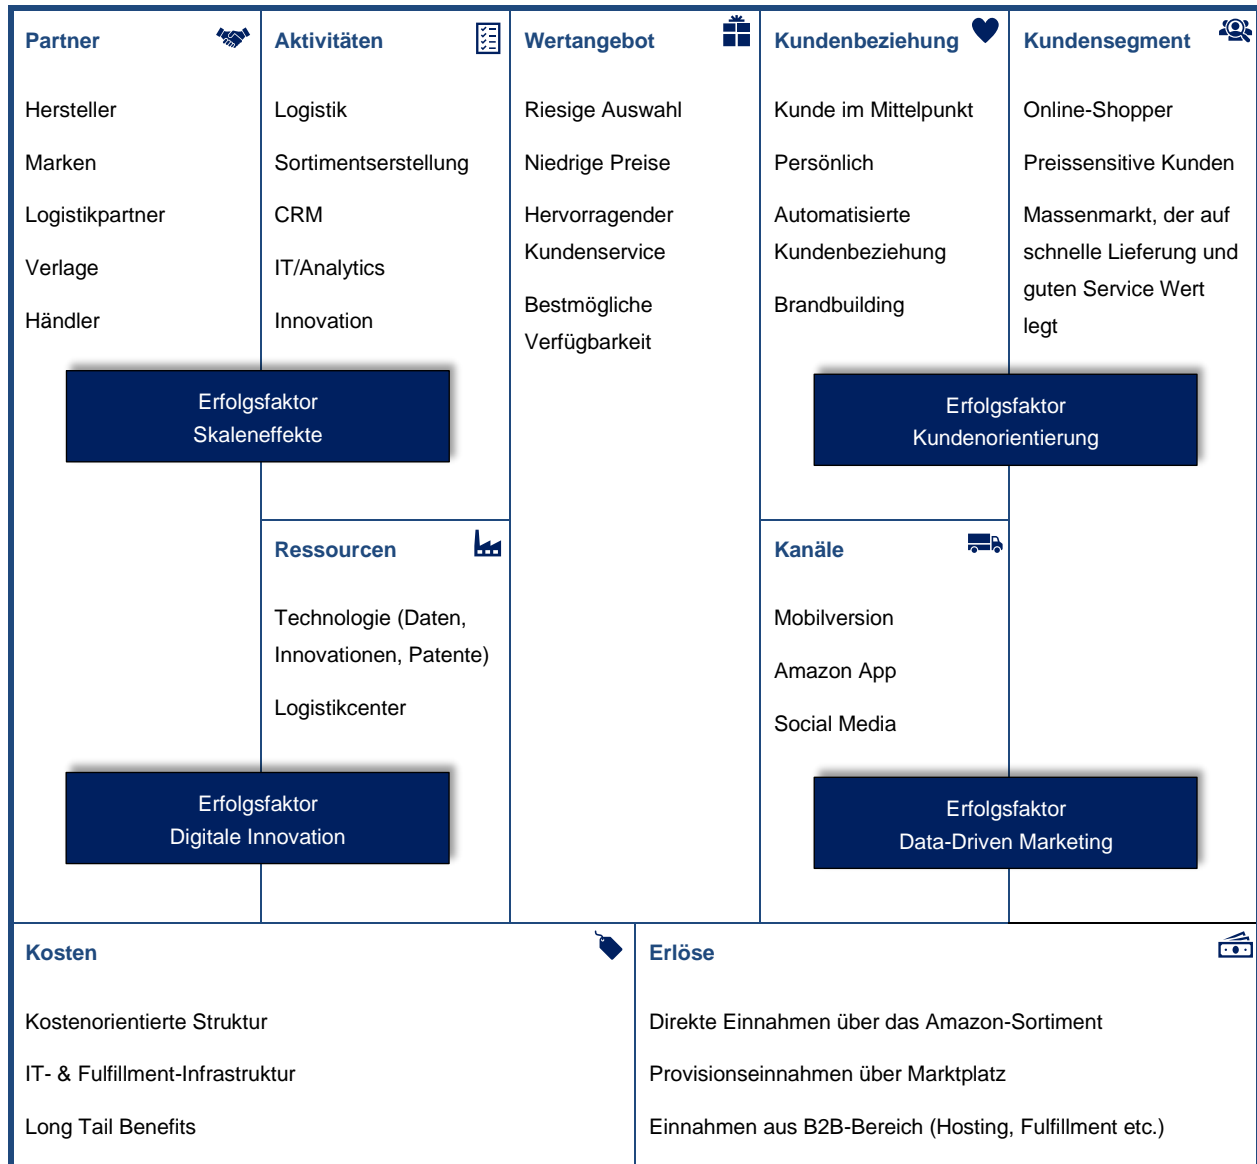 Partner
Hersteller
Marken
Logistikpartner
Verlage
Händler
Aktivitäten
Logistik
Sortimentserstellung
CRM
IT/Analytics
Innovation
Erfolgsfaktor
Skaleneffekte
Ressourcen
Technologie (Daten,
Innovationen, Patente)
Logistikcenter
Erfolgsfaktor
Digitale Innovation
Wertangebot
Riesige Auswahl
Niedrige Preise
Hervorragender
Kundenservice
Bestmögliche
Verfügbarkeit
Kundenbeziehung
Kunde im Mittelpunkt
Persönlich
Automatisierte
Kundenbeziehung
Brandbuilding
Kundensegment
Online-Shopper
Preissensitive Kunden
Massenmarkt, der auf
schnelle Lieferung und
guten Service Wert
legt
Erfolgsfaktor
Kundenorientierung
Kanäle
Mobilversion
Amazon App
Social Media
Erfolgsfaktor
Data-Driven Marketing
Kosten
Kostenorientierte Struktur
IT- & Fulfillment-Infrastruktur
Long Tail Benefits
Erlöse
Direkte Einnahmen über das Amazon-Sortiment
Provisionseinnahmen über Marktplatz
Einnahmen aus B2B-Bereich (Hosting, Fulfillment etc.)